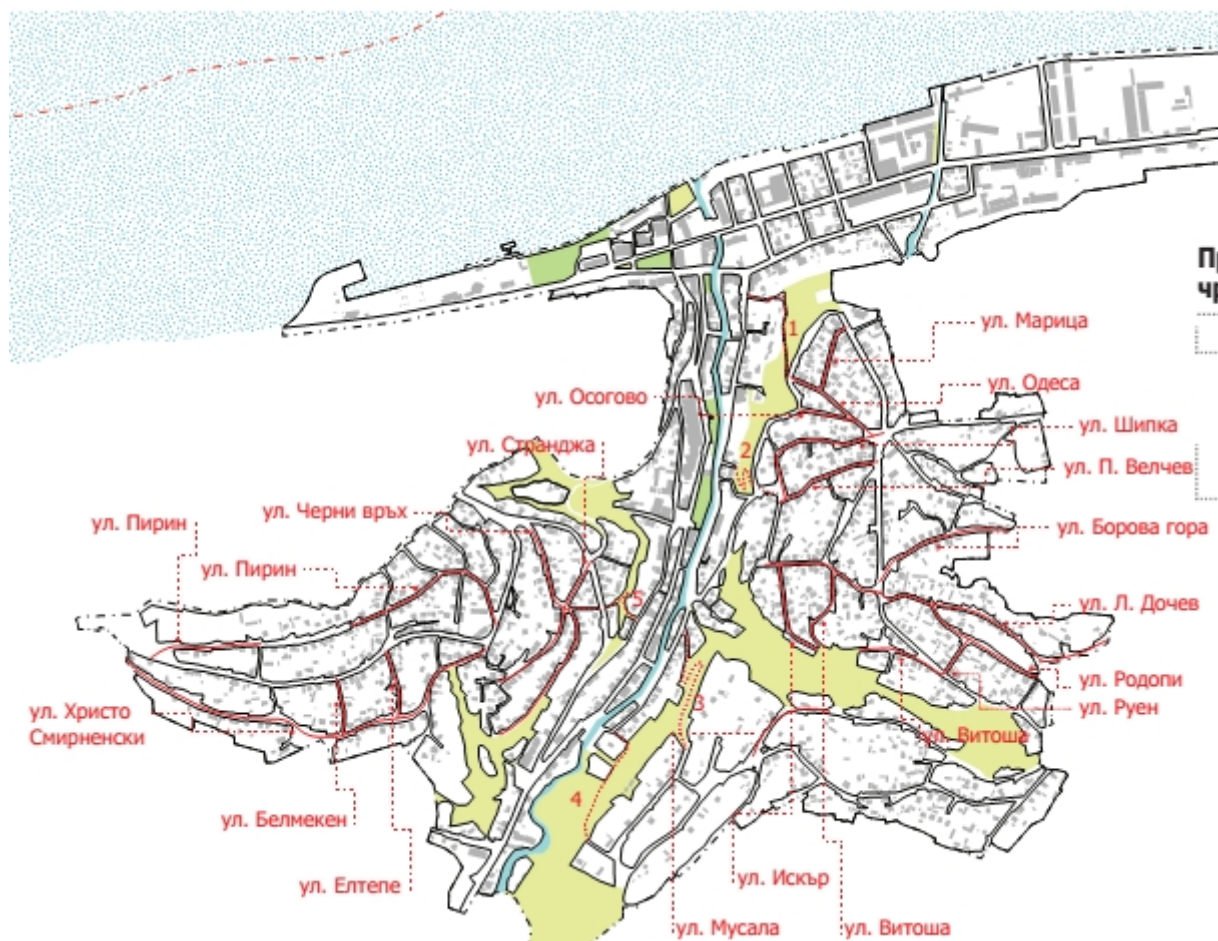 Пр
чр
1
ул. Марица
ул. Одеса
ул. Осогово
ул. Шипка
ул. Странджа
2
ул. П. Велчев
ул. Черни връх
ул. Пирин
ул. Борова гора
ул. Пирин
5
ул. Л. Дочев
ул. Родопи
3
ул. Руен
ул. Христо
Смирненски
ул. Витоша
4
ул. Белмекен
ул. Искър
ул. Елтепе
ул. Мусала
ул. Витоша